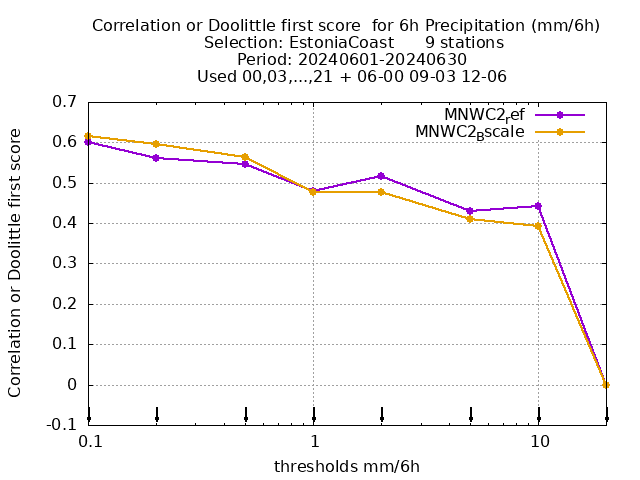 Correlation or Doolittle first score  for 6h Precipitation (mm/6h)
Selection: EstoniaCoast      9 stations
Period: 20240601-20240630
Used 00,03,...,21 + 06-00 09-03 12-06
MNWC2ref
MNWC2Bscale
0.7
0.6
0.5
0.4
0.3
0.2
0.1
0
-0.1
0.1
1
10
Correlation or Doolittle first score
thresholds mm/6h